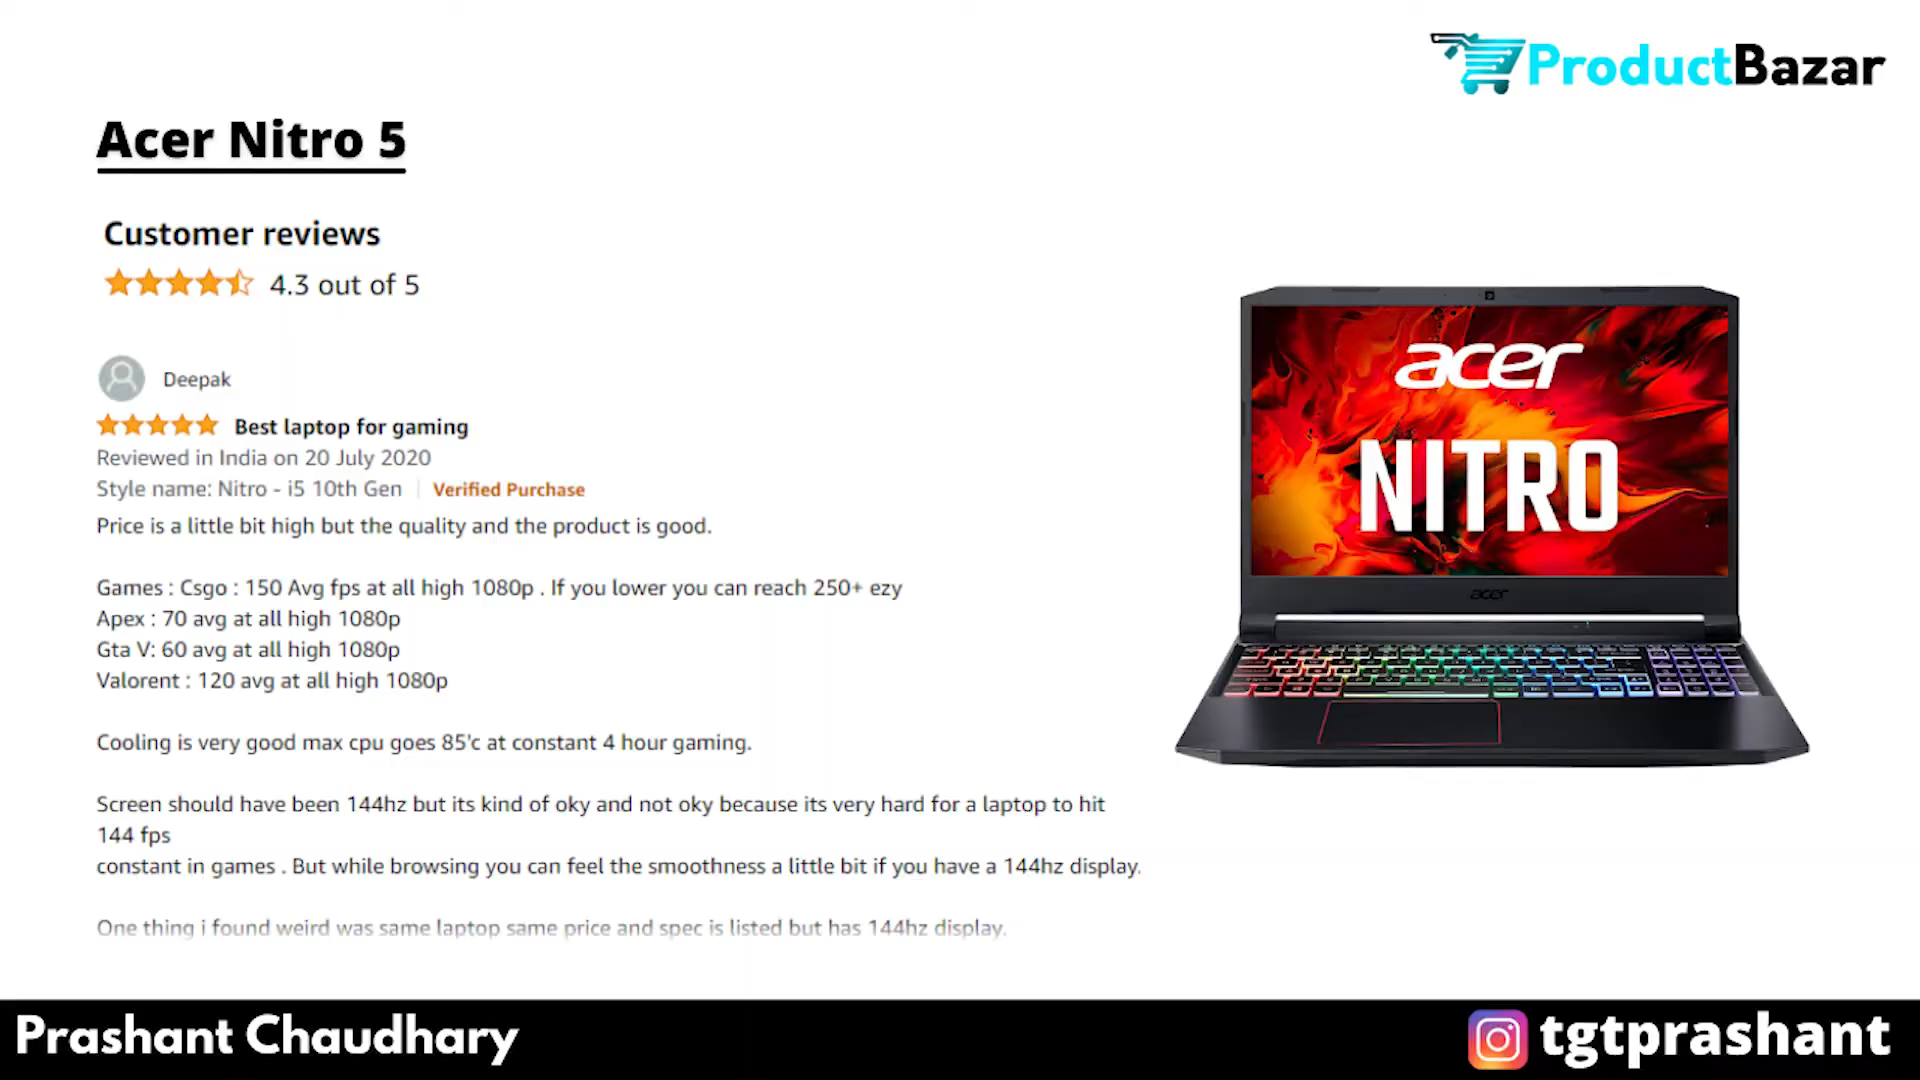 ProductBazar
Acer Nitro 5
Customer reviews
4.3 out of 5
Deepak
Best laptop for gaming
Reviewed in India on 20 July 2020
Style name: Nitro - i5 10th Gen | Verified Purchase
Price is a little bit high but the quality and the product is good.
Games : Csgo : 150 Avg fps at all high 1080p . If you lower you can reach 250+ ezy
Apex : 70 avg at all high 1080p
Gta V: 60 avg at all high 1080p
Valorent : 120 avg at all high 1080p
Cooling is very good max cpu goes 85'c at constant 4 hour gaming.
Screen should have been 144hz but its kind of oky and not oky because its very hard for a laptop to hit
144 fps
constant in games . But while browsing you can feel the smoothness a little bit if you have a 144hz display.
One thing i found weird was same laptop same price and spec is listed but has 144hz display.
acer
NITRO
acer
Prashant Chaudhary
tgtprashant